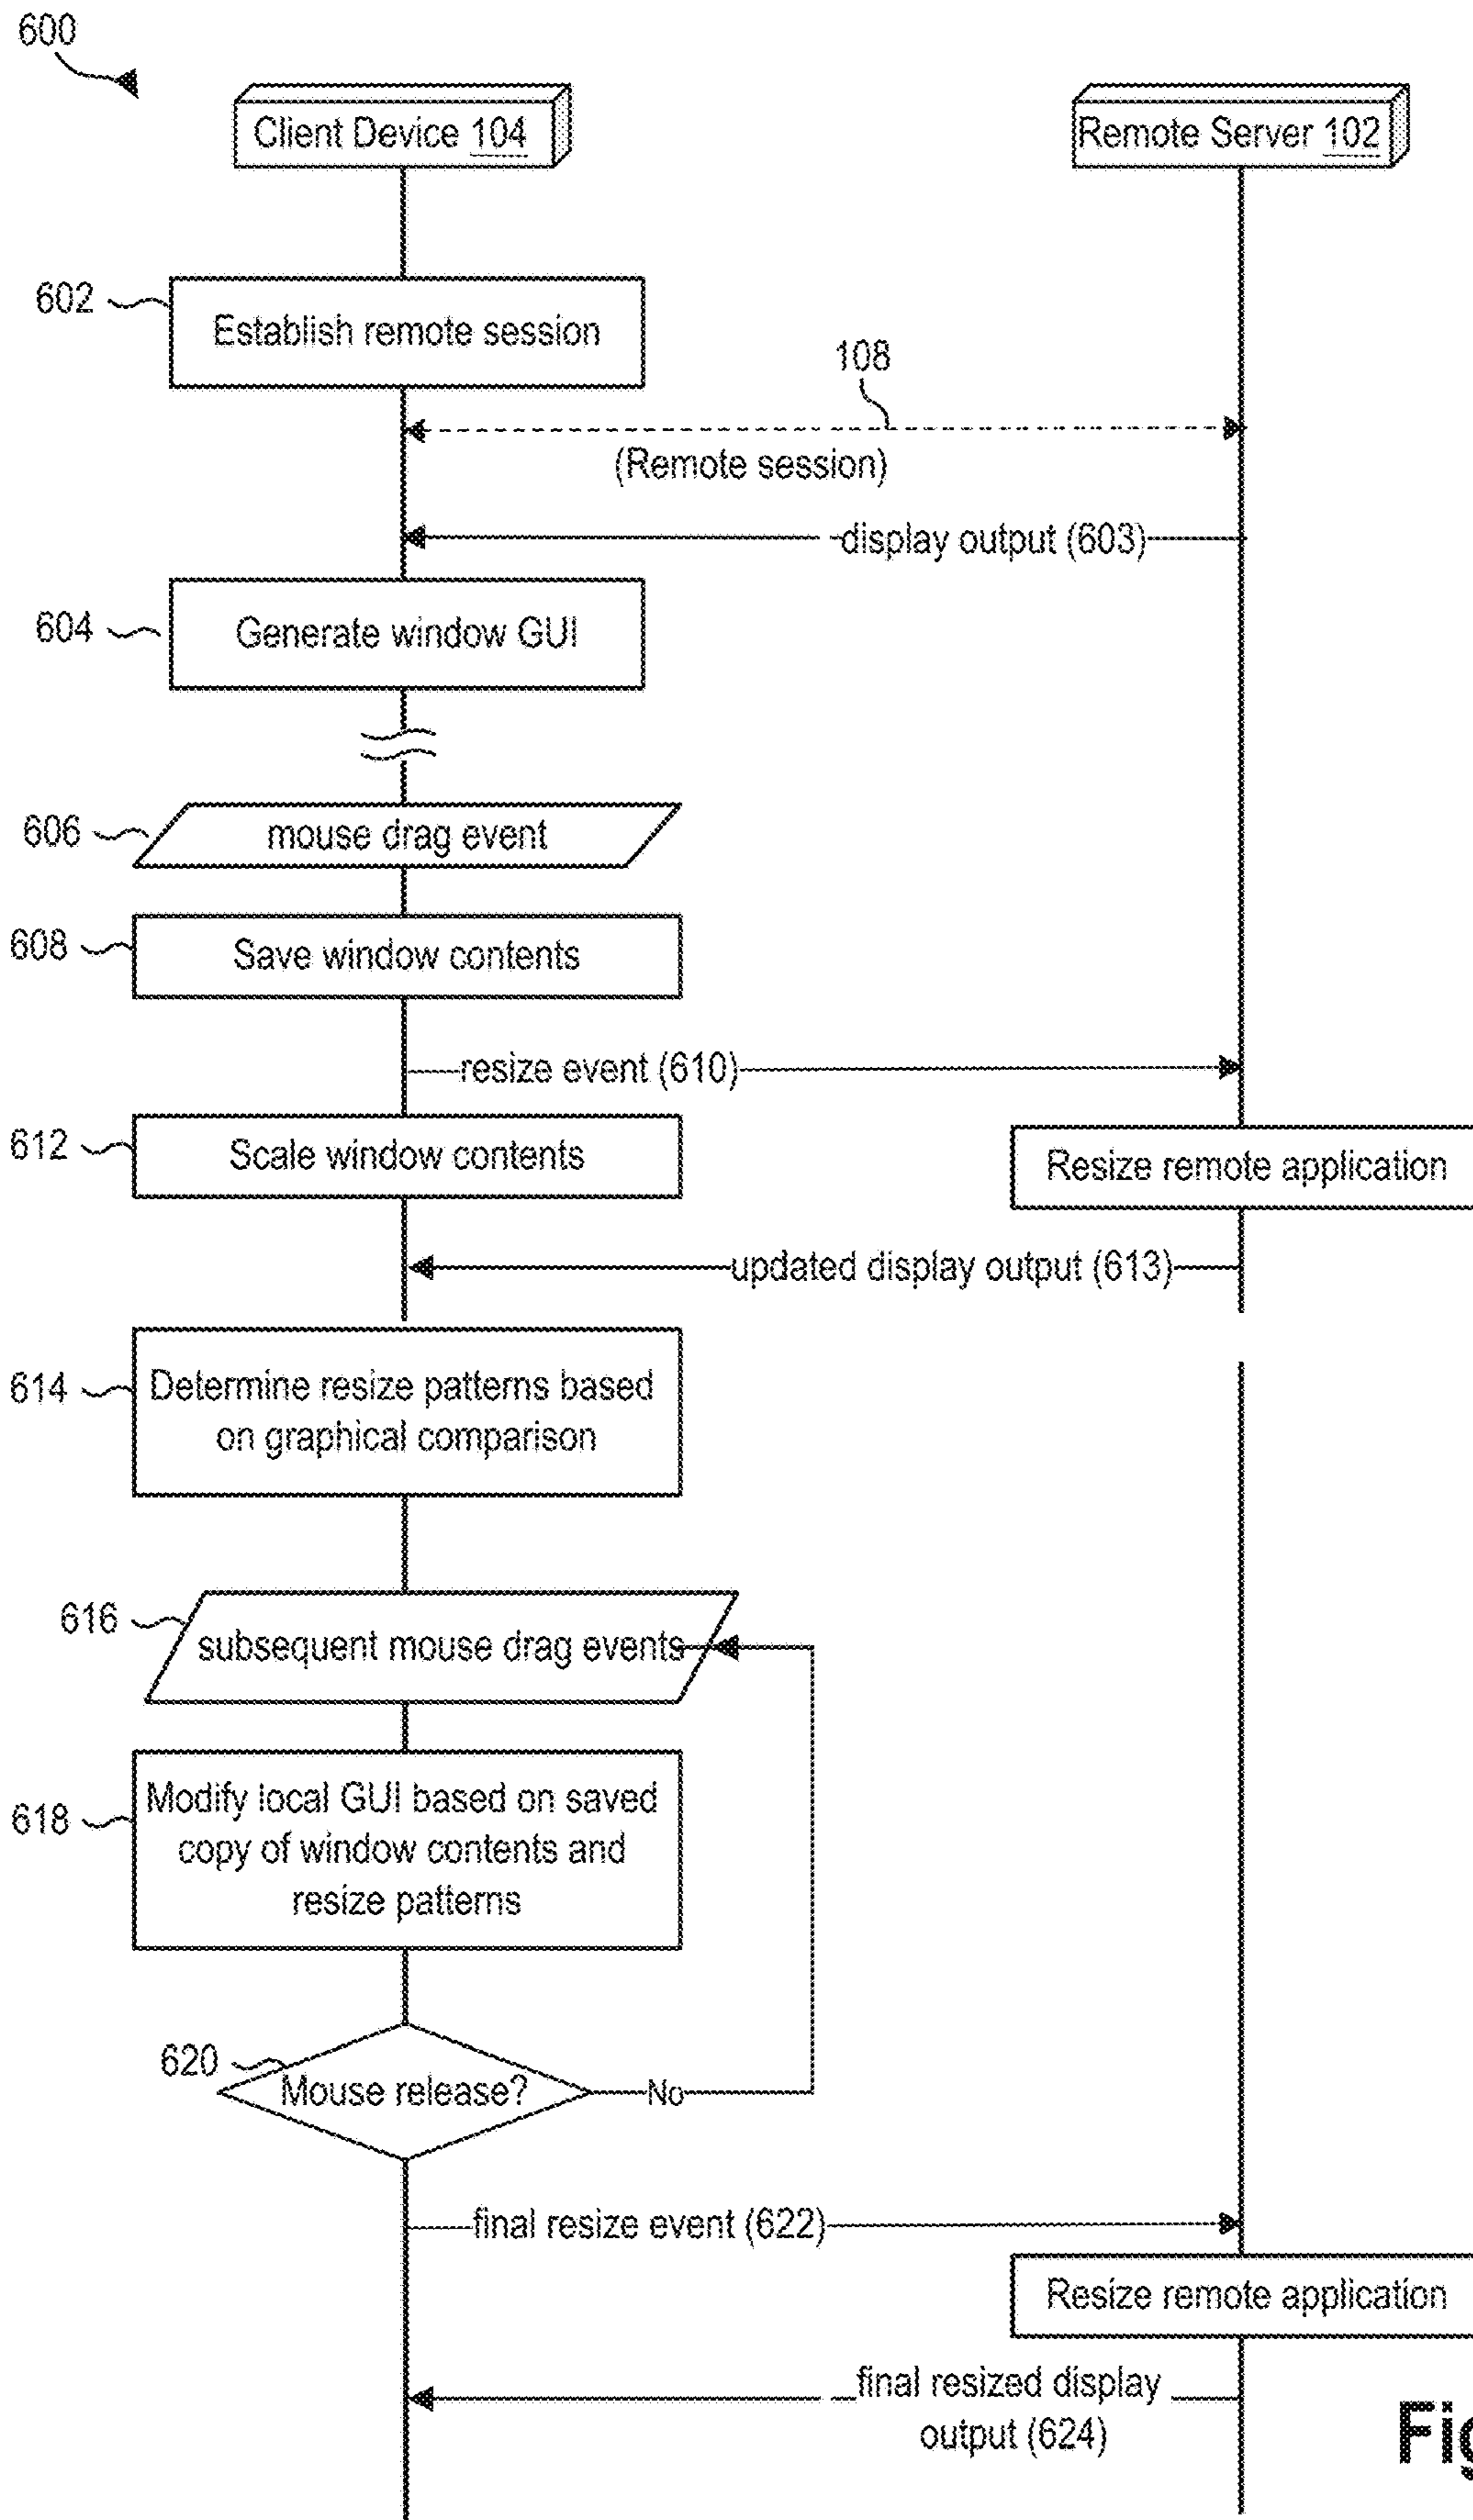 600
Client Device 104
Remote Server 102
602
Establish remote session
108
(Remote session)
display output (603)
604
Generate window GUI
606
mouse drag event
608
Save window contents
resize event (610)
612
Scale window contents
Resize remote application
updated display output (613)
614
Determine resize patterns based
on graphical comparison
616
subsequent mouse drag events
618
Modify local GUI based on saved
copy of window contents and
resize patterns
620
Mouse release?
No
final resize event (622)
Resize remote application
final resized display
output (624)
Fig